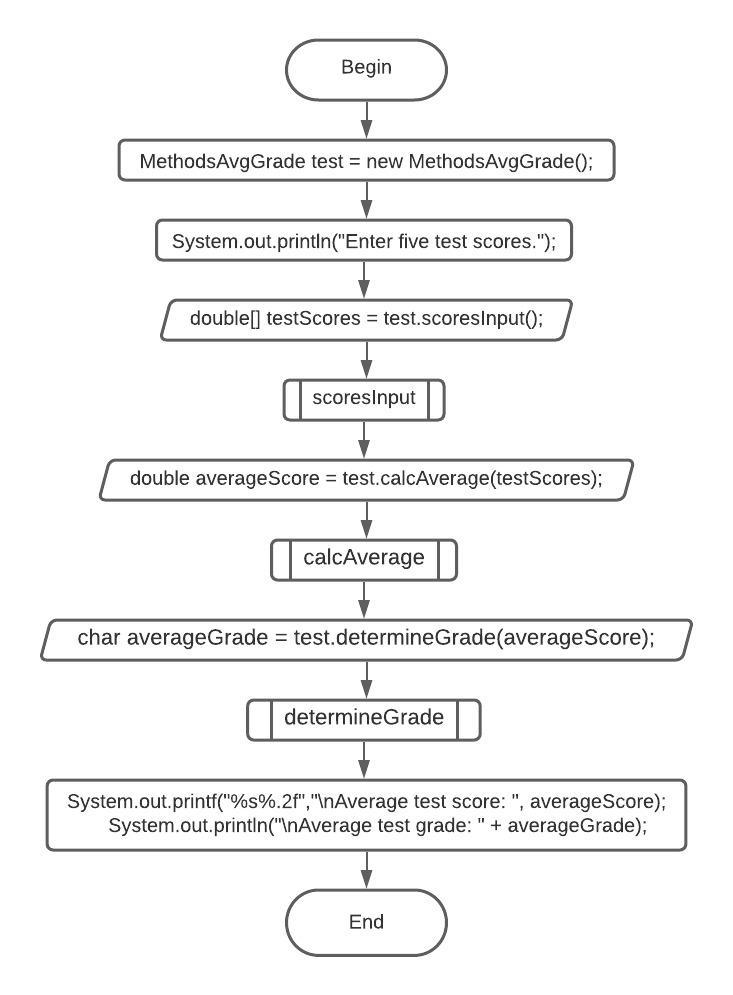 Begin
MethodsAvgGrade test = new MethodsAvgGrade();
System.out.println("Enter five test scores.");
double[] testScores = test.scoresInput();
scoresInput
double averageScore = test.calcAverage(testScores);
calcAverage
char averageGrade = test.determineGrade(averageScore);
determineGrade
System.out.printf("%s%.2f","\nAverage test score: ", averageScore);
System.out.println("\nAverage test grade: " + averageGrade);
End